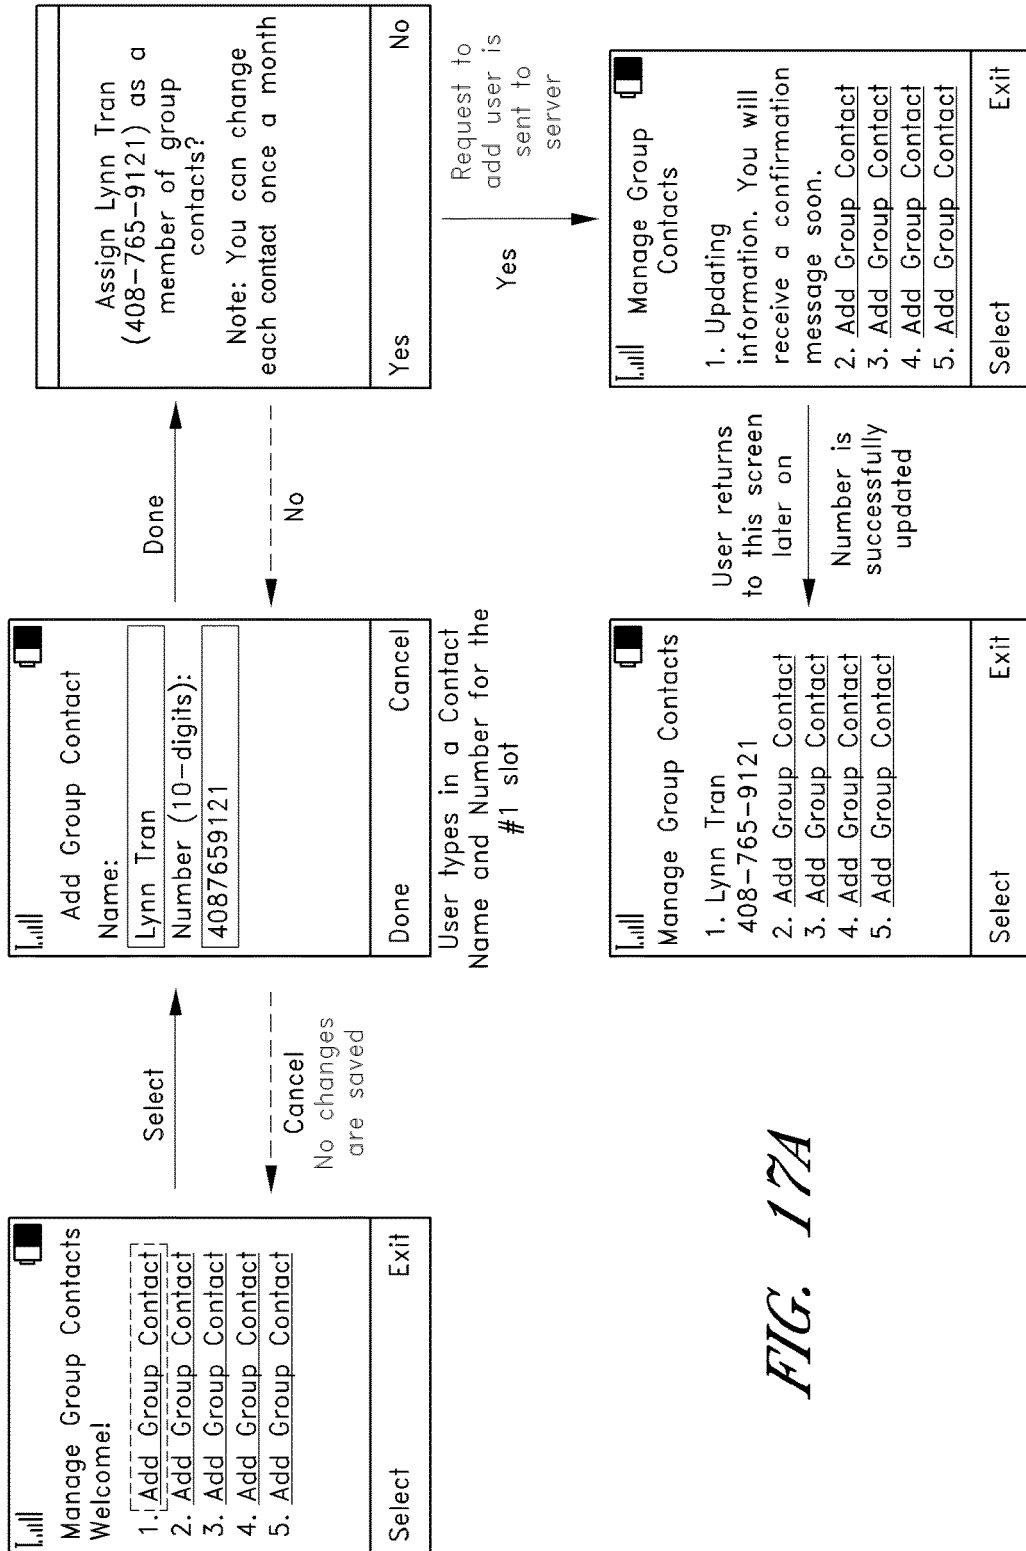 Manage Group Contacts
Welcome!
1. Add Group Contact
2. Add Group Contact
3. Add Group Contact
4. Add Group Contact
5. Add Group Contact
Select Exit
Select
Cancel
No changes
are saved
Add Group Contact
Name:
Lynn Tran
Number (10-digits):
4087659121
Done Cancel
User types in a Contact
Name and Number for the
#1 slot
Done
No
Assign Lynn Tran
(408-765-9121) as a
member of group
contacts?
Note: You can change
each contact once a month
Yes No
Yes
Request to
add user is
sent to
server
Manage Group
Contacts
1. Updating
information. You will
receive a confirmation
message soon.
2. Add Group Contact
3. Add Group Contact
4. Add Group Contact
5. Add Group Contact
Select Exit
User returns
to this screen
later on
Number is
successfully
updated
Manage Group Contacts
1. Lynn Tran
408-765-9121
2. Add Group Contact
3. Add Group Contact
4. Add Group Contact
5. Add Group Contact
Select Exit
FIG. 17A